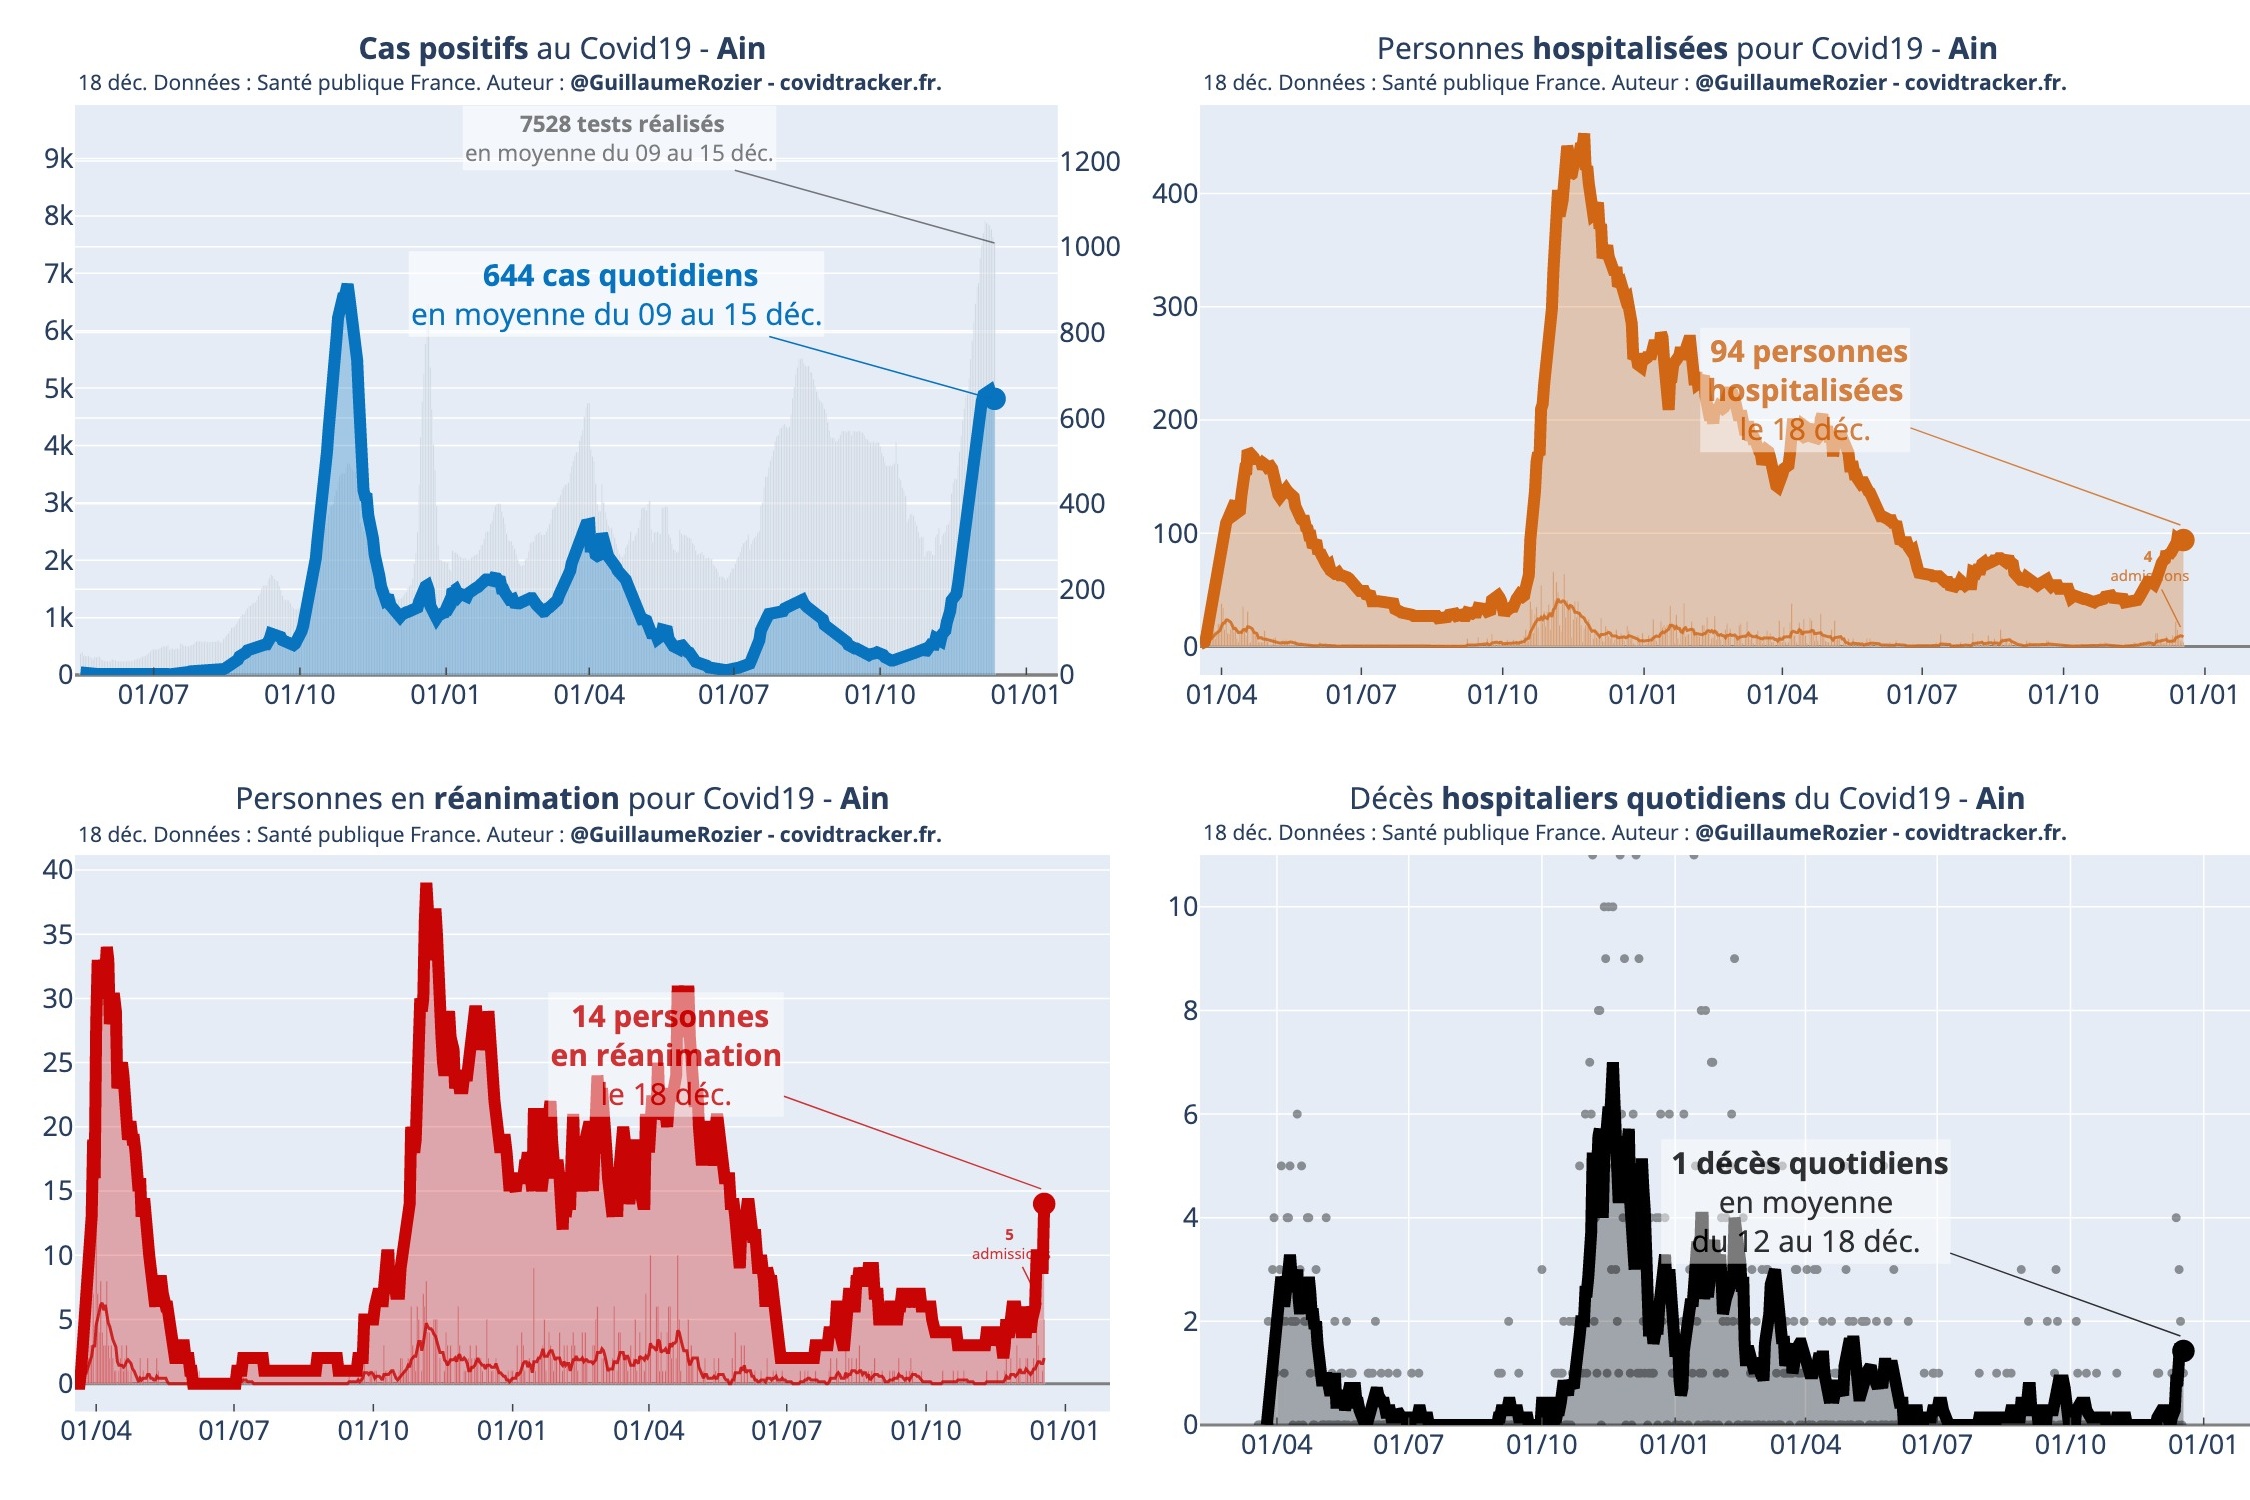 Cas positifs au Covid19 - Ain
18 déc. Données : Santé publique France. Auteur : @GuillaumeRozier - covidtracker.fr.
7528 tests réalisés
en moyenne du 09 au 15 déc.
644 cas quotidiens
en moyenne du 09 au 15 déc.
9k
8k
7k
6k
5k
4k
3k
2k
1k
0
1200
1000
800
600
400
200
0
01/07 01/10 01/01 01/04 01/07 01/10 01/01
Personnes hospitalisées pour Covid19 - Ain
18 déc. Données : Santé publique France. Auteur : @GuillaumeRozier - covidtracker.fr.
94 personnes
hospitalisées
le 18 déc.
4
admissions
400
300
200
100
0
01/04 01/07 01/10 01/01 01/04 01/07 01/10 01/01
Personnes en réanimation pour Covid19 - Ain
18 déc. Données : Santé publique France. Auteur : @GuillaumeRozier - covidtracker.fr.
14 personnes
en réanimation
le 18 déc.
5
admissions
40
35
30
25
20
15
10
5
0
01/04 01/07 01/10 01/01 01/04 01/07 01/10 01/01
Décès hospitaliers quotidiens du Covid19 - Ain
18 déc. Données : Santé publique France. Auteur : @GuillaumeRozier - covidtracker.fr.
1 décès quotidiens
en moyenne
du 12 au 18 déc.
10
8
6
4
2
0
01/04 01/07 01/10 01/01 01/04 01/07 01/10 01/01